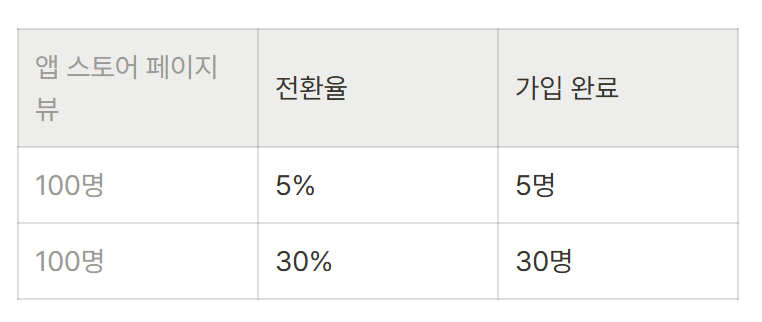 앱 스토어 페이지
뷰
전환율
가입 완료
100명
5%
5명
100명
30%
30명